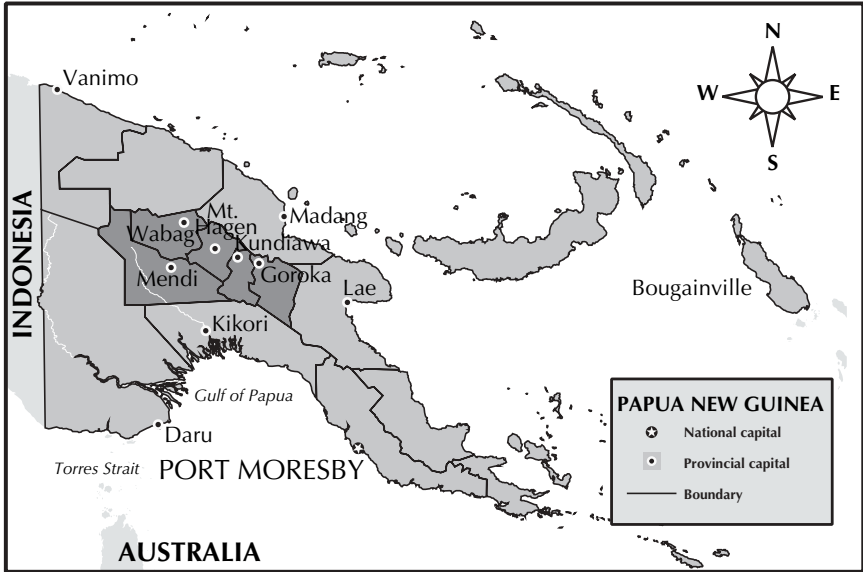 Vanimo
N
W E
S
INDONESIA
Mt.
Hagen
Wabag
Kundiawa
Madang
Mendi
Goroka
Lae
Bougainville
Kikori
Gulf of Papua
Daru
Torres Strait
PORT MORESBY
AUSTRALIA
PAPUA NEW GUINEA
National capital
Provincial capital
Boundary